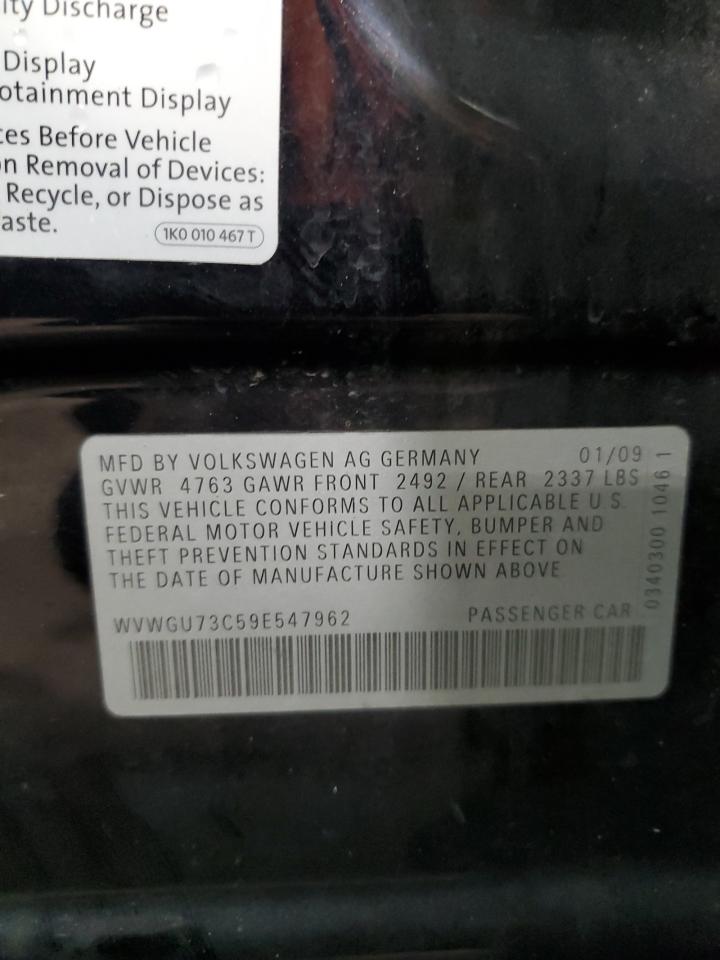 ity Discharge
Display
otainment Display
ces Before Vehicle
on Removal of Devices:
Recycle, or Dispose as
aste.
1K0 010 467 T
MFD BY VOLKSWAGEN AG GERMANY 01/09
GVWR 4763 GAWR FRONT 2492 / REAR 2337 LBS
THIS VEHICLE CONFORMS TO ALL APPLICABLE U.S.
FEDERAL MOTOR VEHICLE SAFETY, BUMPER AND
THEFT PREVENTION STANDARDS IN EFFECT ON
THE DATE OF MANUFACTURE SHOWN ABOVE
WVWGU73C59E547962 PASSENGER CAR
0340300 10461